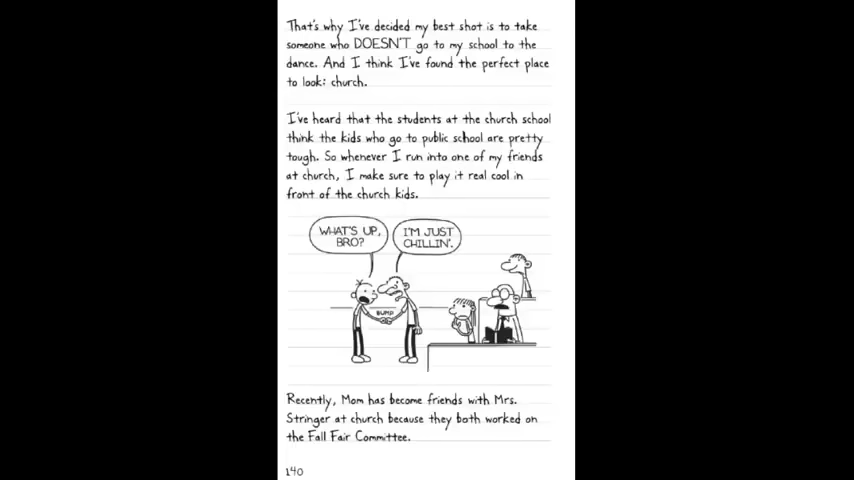 That's why I've decided my best shot is to take
someone who DOESN'T go to my school to the
dance. And I think I've found the perfect place
to look: church.
I've heard that the students at the church school
think the kids who go to public school are pretty
tough. So whenever I run into one of my friends
at church, I make sure to play it real cool in
front of the church kids.
WHAT'S UP,
BRO?
I'M JUST
CHILLIN'.
BUMP
Recently, Mom has become friends with Mrs.
Stringer at church because they both worked on
the Fall Fair Committee.
140